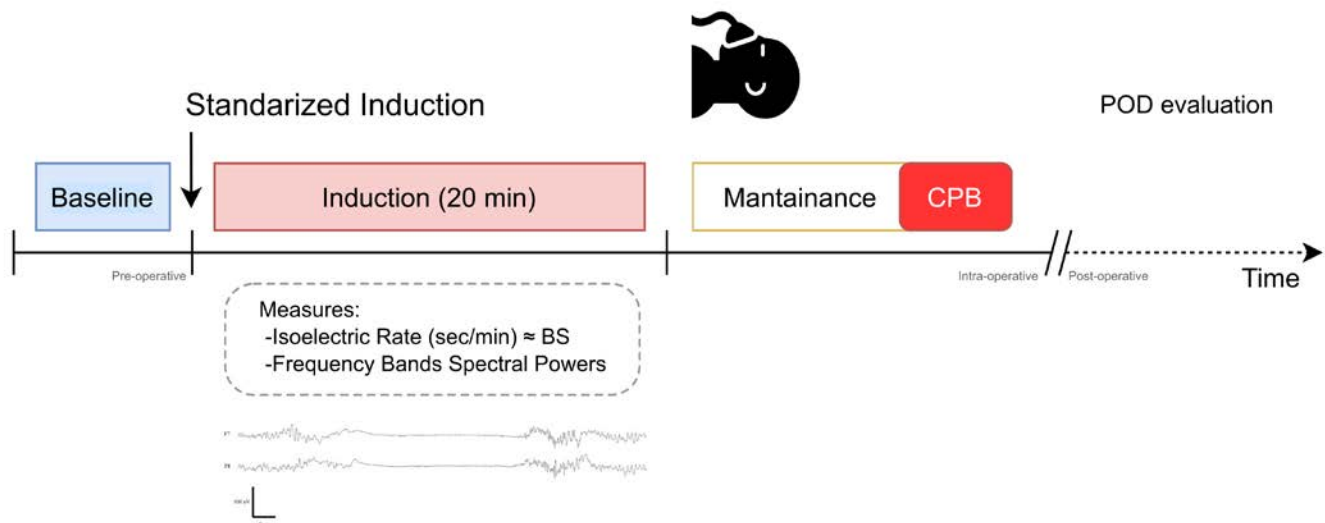 Standarized Induction
POD evaluation
Baseline
Induction (20 min)
Mantainance
CPB
Pre-operative
Intra-operative
Post-operative
Time
Measures:
-Isoelectric Rate (sec/min) ≈ BS
-Frequency Bands Spectral Powers